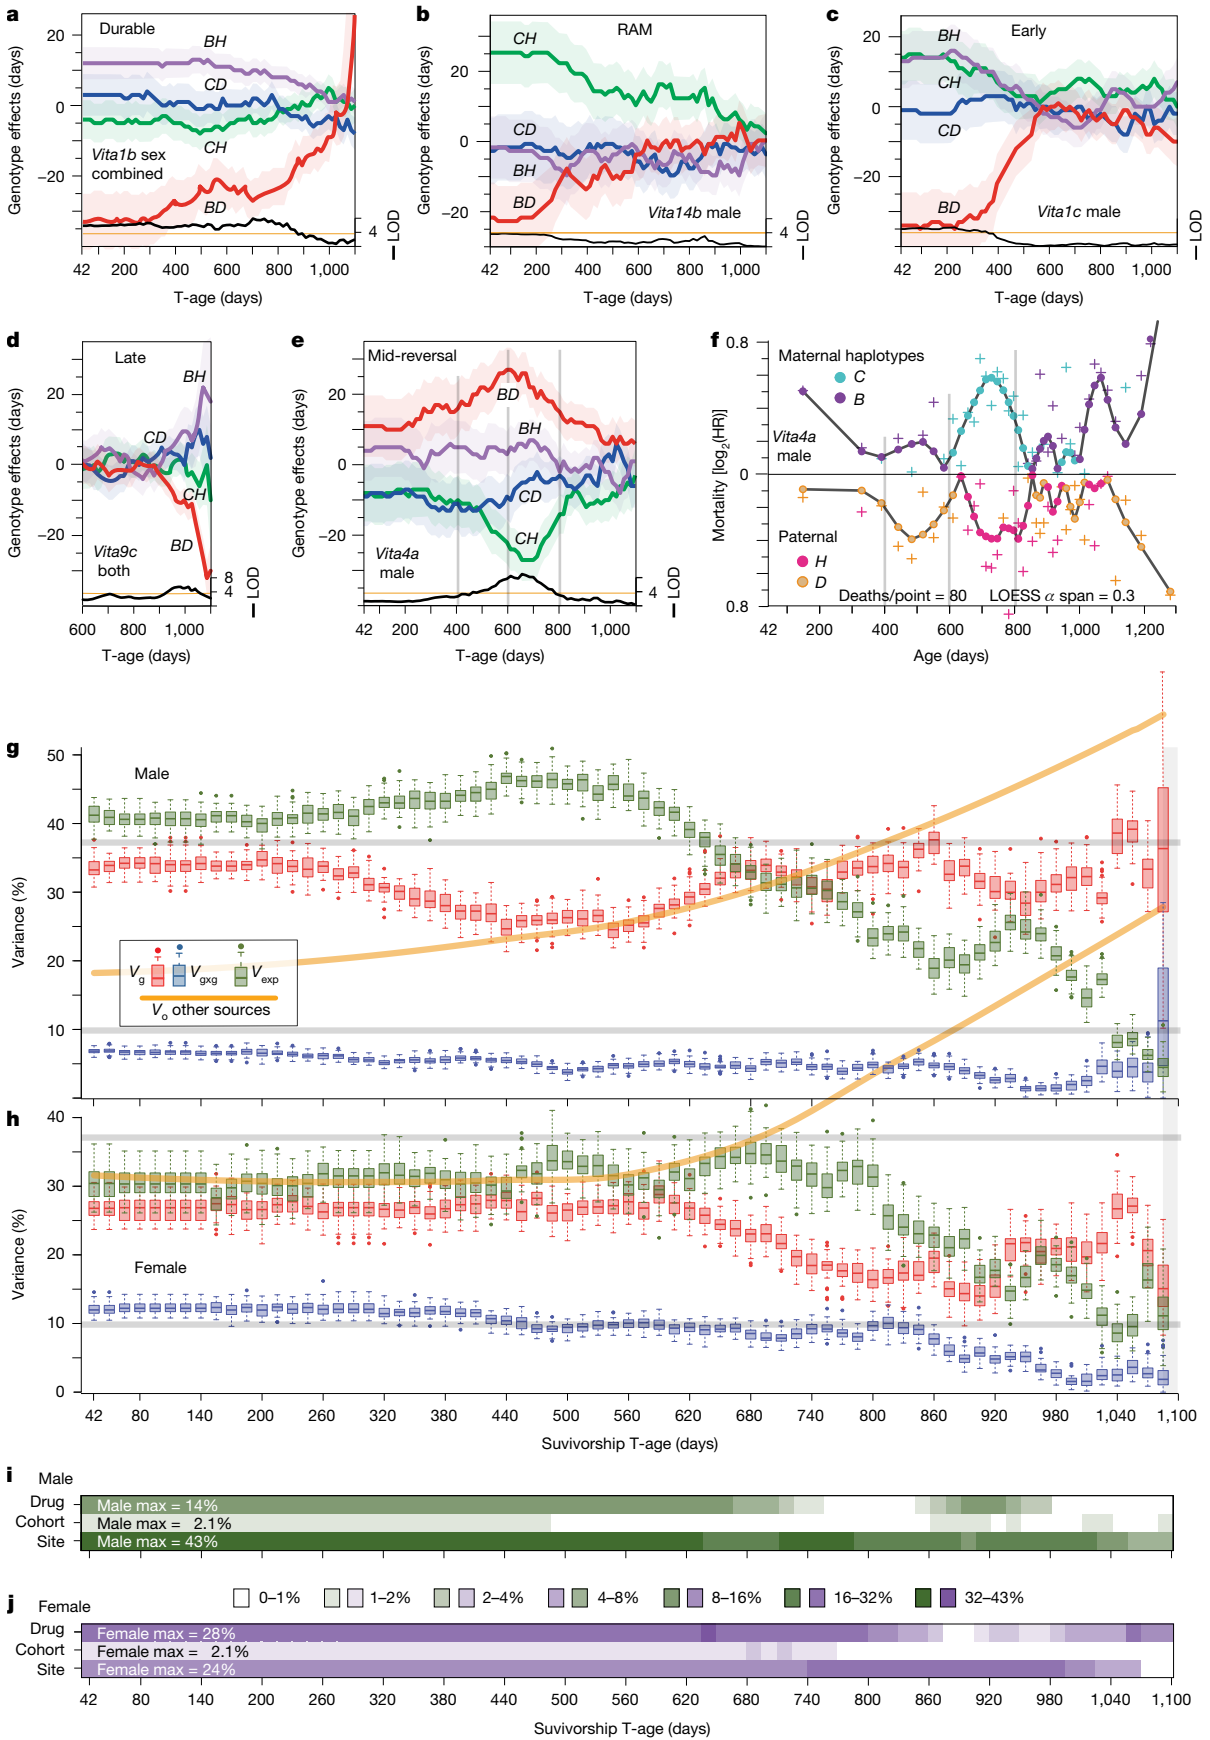 a
Durable
BH
CD
CH
Vita1b sex
combined
BD
Genotype effects (days)
20
0
−20
4
LOD
42 200 400 600 800 1,000
T-age (days)
b
RAM
CH
CD
BH
BD
Vita14b male
Genotype effects (days)
20
0
−20
4
LOD
42 200 400 600 800 1,000
T-age (days)
c
Early
BH
CH
CD
BD
Vita1c male
Genotype effects (days)
20
0
−20
4
LOD
42 200 400 600 800 1,000
T-age (days)
d
Late
BH
CD
CH
BD
Vita9c
both
Genotype effects (days)
20
0
−20
8
4
LOD
600 800 1,000
T-age (days)
e
Mid-reversal
BD
BH
CD
CH
Vita4a
male
Genotype effects (days)
20
0
−20
4
LOD
42 200 400 600 800 1,000
T-age (days)
f
Maternal haplotypes
C
B
Vita4a
male
Paternal
H
D
Deaths/point = 80
LOESS α span = 0.3
Mortality [log2(HR)]
0.8
0
0.8
42 200 400 600 800 1,000 1,200
Age (days)
g
Male
Variance (%)
50
40
30
20
10
Vg Vgxg Vexp
Vo other sources
h
Female
Variance (%)
40
30
20
10
0
42 80 140 200 260 320 380 440 500 560 620 680 740 800 860 920 980 1,040 1,100
Suvivorship T-age (days)
i
Male
Drug
Male max = 14%
Cohort
Male max = 2.1%
Site
Male max = 43%
0–1% 1–2% 2–4% 4–8% 8–16% 16–32% 32–43%
j
Female
Drug
Female max = 28%
Cohort
Female max = 2.1%
Site
Female max = 24%
42 80 140 200 260 320 380 440 500 560 620 680 740 800 860 920 980 1,040 1,100
Suvivorship T-age (days)